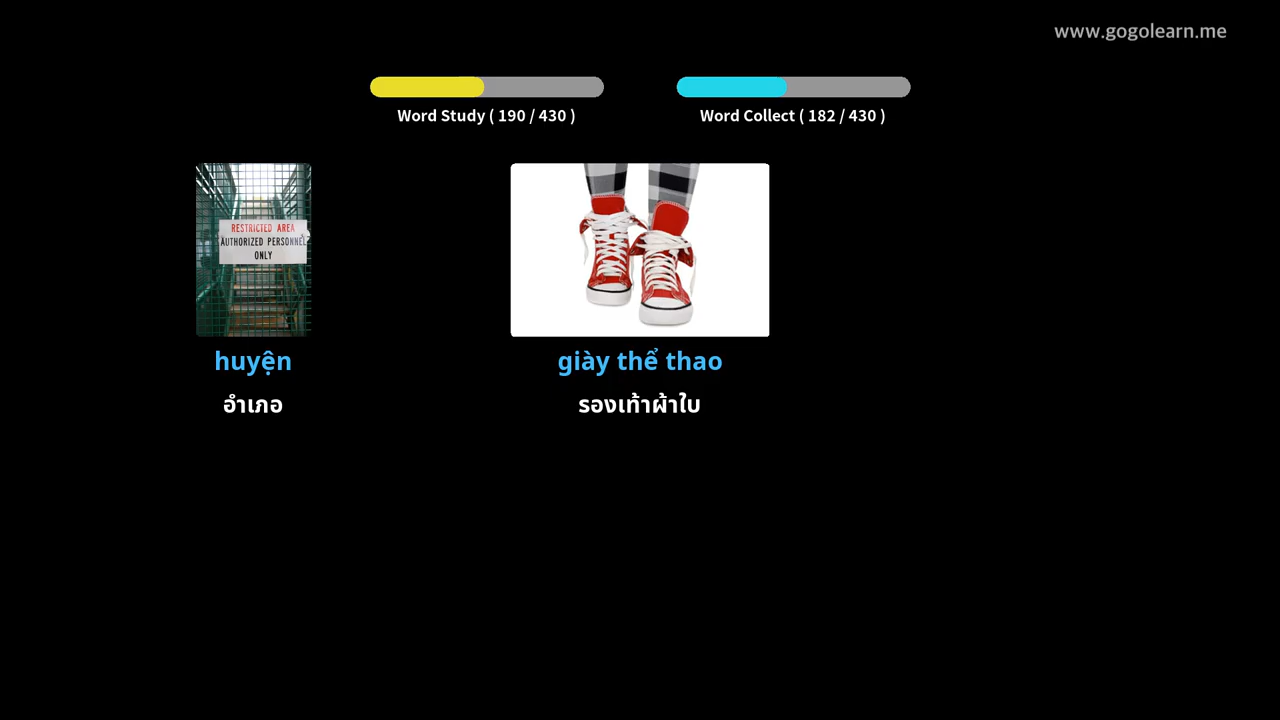 www.gogolearn.me
Word Study ( 190 / 430 )
Word Collect ( 182 / 430 )
RESTRICTED AREA
AUTHORIZED PERSONNEL
ONLY
huyện
อำเภอ
giày thể thao
รองเท้าผ้าใบ